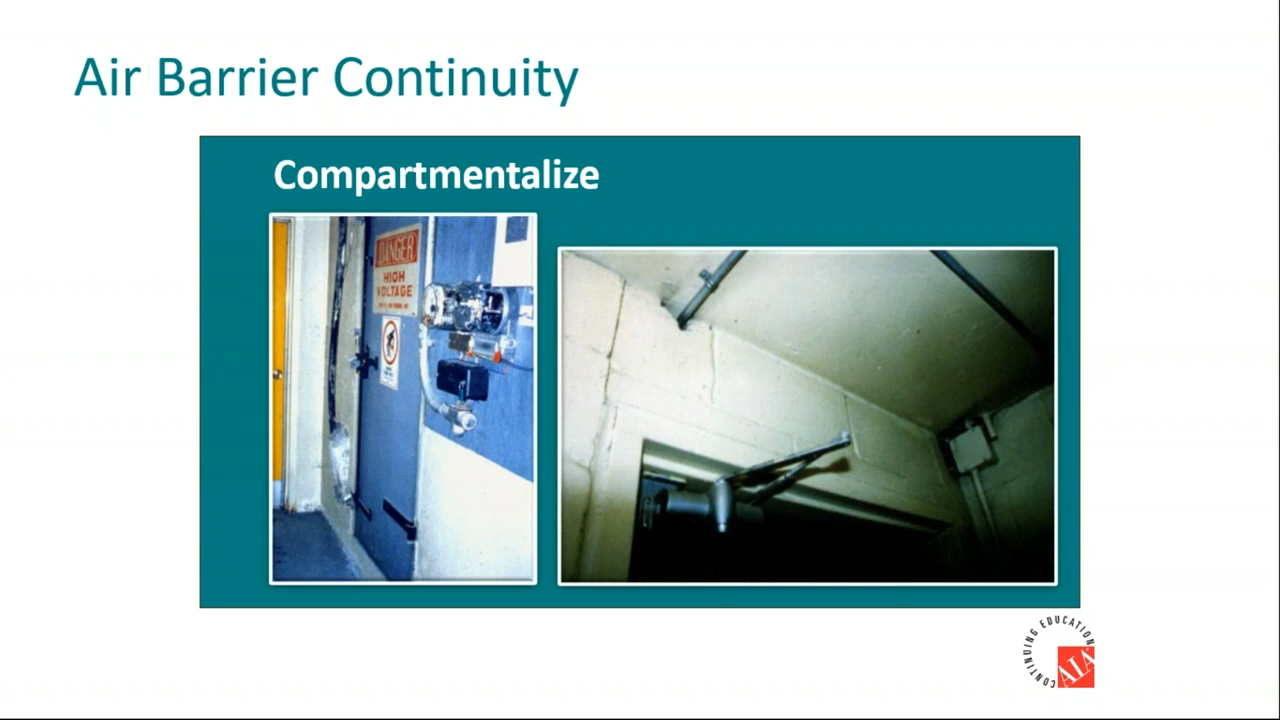 Air Barrier Continuity
Compartmentalize
DANGER
HIGH
VOLTAGE
CONTINUING EDUCATION
AIA